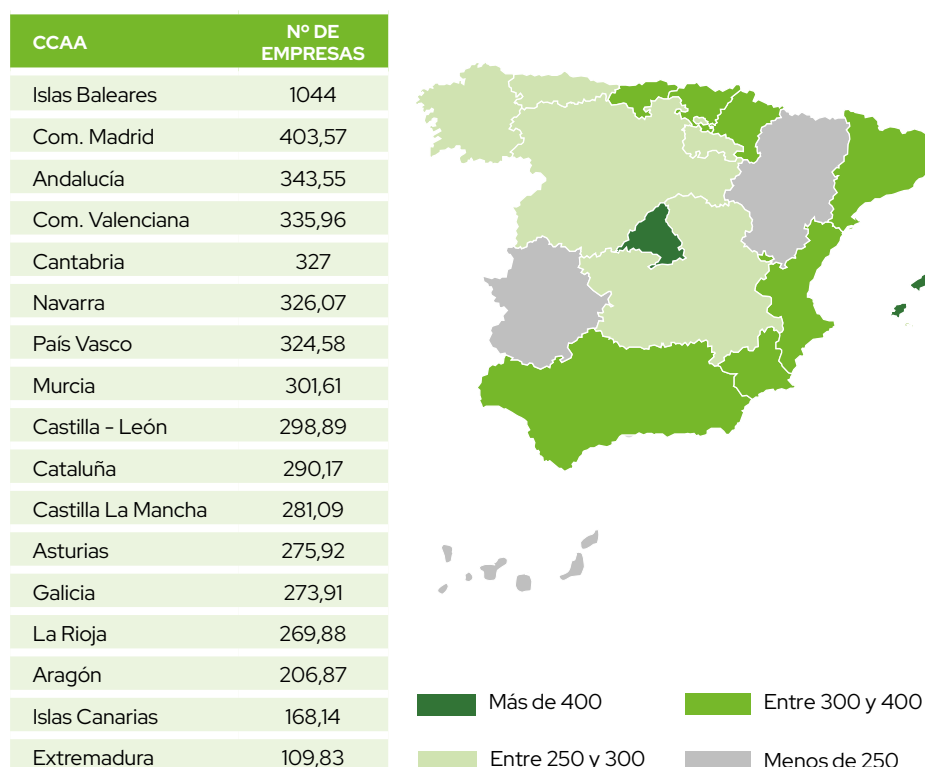 CCAA Nº DE
EMPRESAS
Islas Baleares 1044
Com. Madrid 403,57
Andalucía 343,55
Com. Valenciana 335,96
Cantabria 327
Navarra 326,07
País Vasco 324,58
Murcia 301,61
Castilla - León 298,89
Cataluña 290,17
Castilla La Mancha 281,09
Asturias 275,92
Galicia 273,91
La Rioja 269,88
Aragón 206,87
Islas Canarias 168,14
Extremadura 109,83
Más de 400 Entre 300 y 400
Entre 250 y 300 Menos de 250